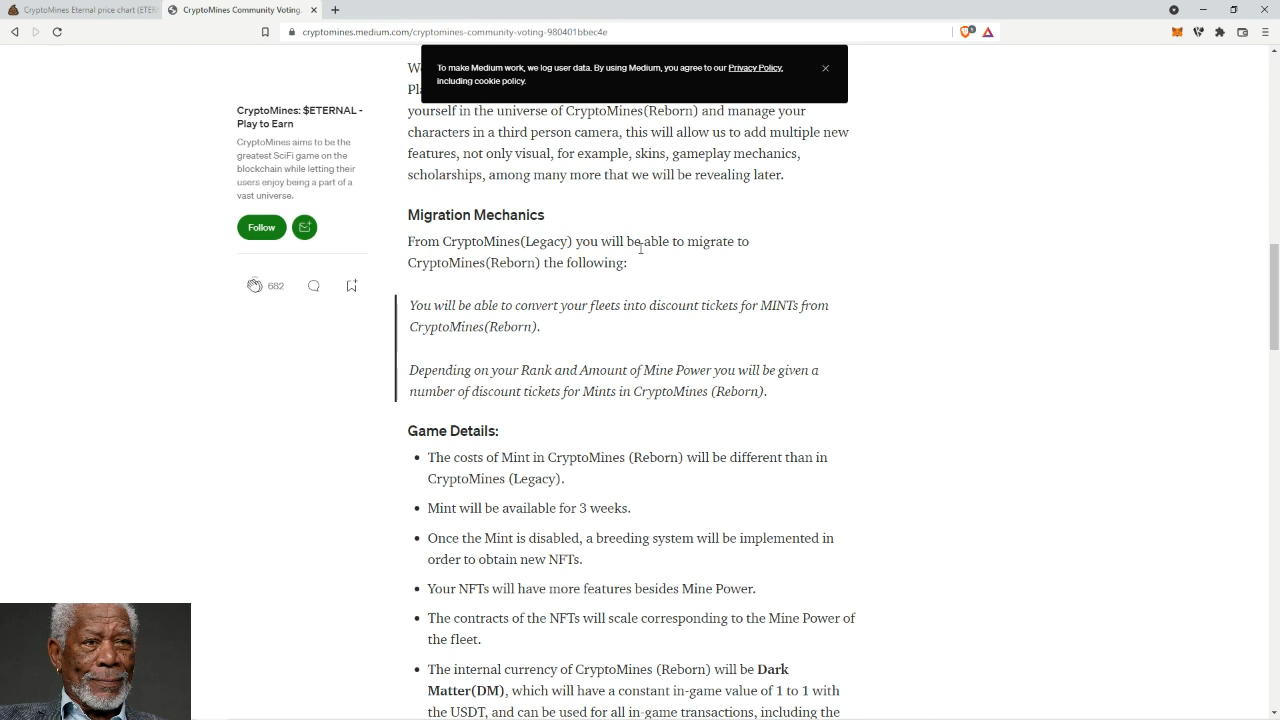 CryptoMines Eternal price chart (ETER
CryptoMines Community Voting.
cryptomines.medium.com/cryptomines-community-voting-980401bbec4e
To make Medium work, we log user data. By using Medium, you agree to our Privacy Policy,
including cookie policy.
CryptoMines: $ETERNAL -
Play to Earn
CryptoMines aims to be the
greatest SciFi game on the
blockchain while letting their
users enjoy being a part of a
vast universe.
Follow
682
yourself in the universe of CryptoMines(Reborn) and manage your
characters in a third person camera, this will allow us to add multiple new
features, not only visual, for example, skins, gameplay mechanics,
scholarships, among many more that we will be revealing later.
Migration Mechanics
From CryptoMines(Legacy) you will be able to migrate to
CryptoMines(Reborn) the following:
You will be able to convert your fleets into discount tickets for MINTs from
CryptoMines(Reborn).
Depending on your Rank and Amount of Mine Power you will be given a
number of discount tickets for Mints in CryptoMines (Reborn).
Game Details:
• The costs of Mint in CryptoMines (Reborn) will be different than in
CryptoMines (Legacy).
• Mint will be available for 3 weeks.
• Once the Mint is disabled, a breeding system will be implemented in
order to obtain new NFTs.
• Your NFTs will have more features besides Mine Power.
• The contracts of the NFTs will scale corresponding to the Mine Power of
the fleet.
• The internal currency of CryptoMines (Reborn) will be Dark
Matter(DM), which will have a constant in-game value of 1 to 1 with
the USDT, and can be used for all in-game transactions, including the